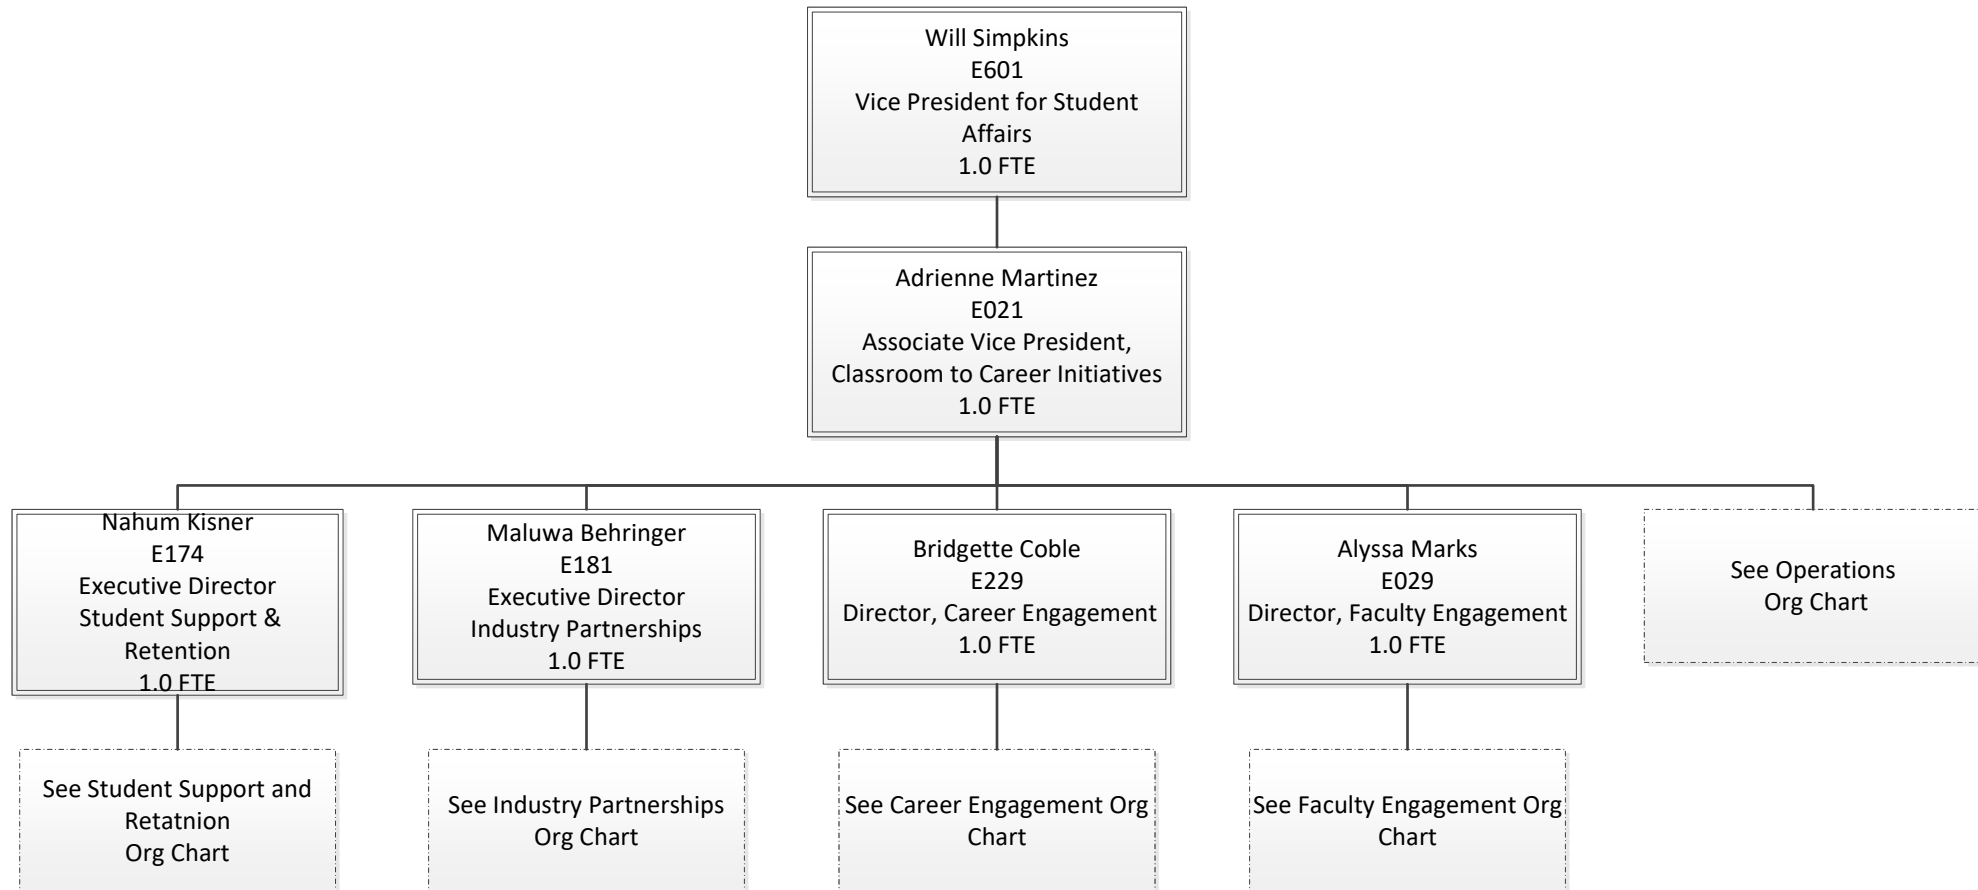 Will Simpkins
E601
Vice President for Student
Affairs
1.0 FTE
Adrienne Martinez
E021
Associate Vice President,
Classroom to Career Initiatives
1.0 FTE
Nahum Kisner
E174
Executive Director
Student Support &
Retention
1.0 FTE
Maluwa Behringer
E181
Executive Director
Industry Partnerships
1.0 FTE
Bridgette Coble
E229
Director, Career Engagement
1.0 FTE
Alyssa Marks
E029
Director, Faculty Engagement
1.0 FTE
See Operations
Org Chart
See Student Support and
Retatnion
Org Chart
See Industry Partnerships
Org Chart
See Career Engagement Org
Chart
See Faculty Engagement Org
Chart